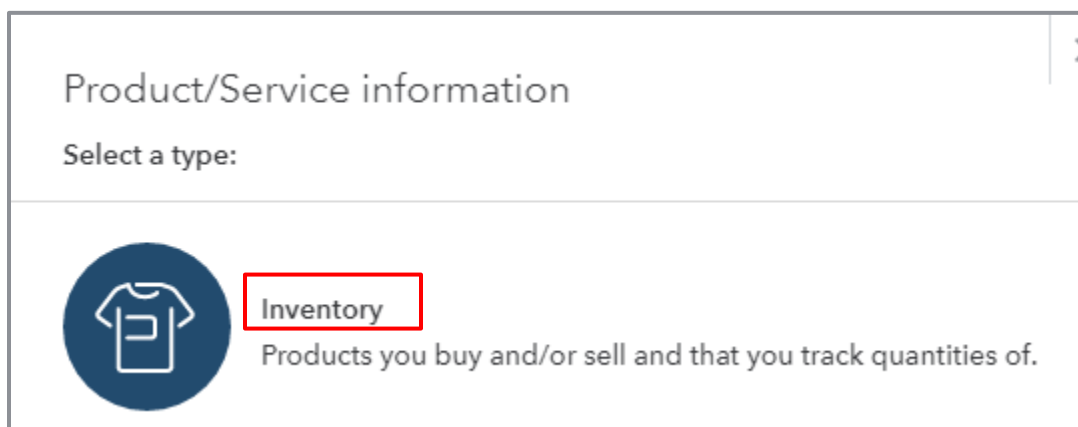 Product/Service information
Select a type:
Inventory
Products you buy and/or sell and that you track quantities of.